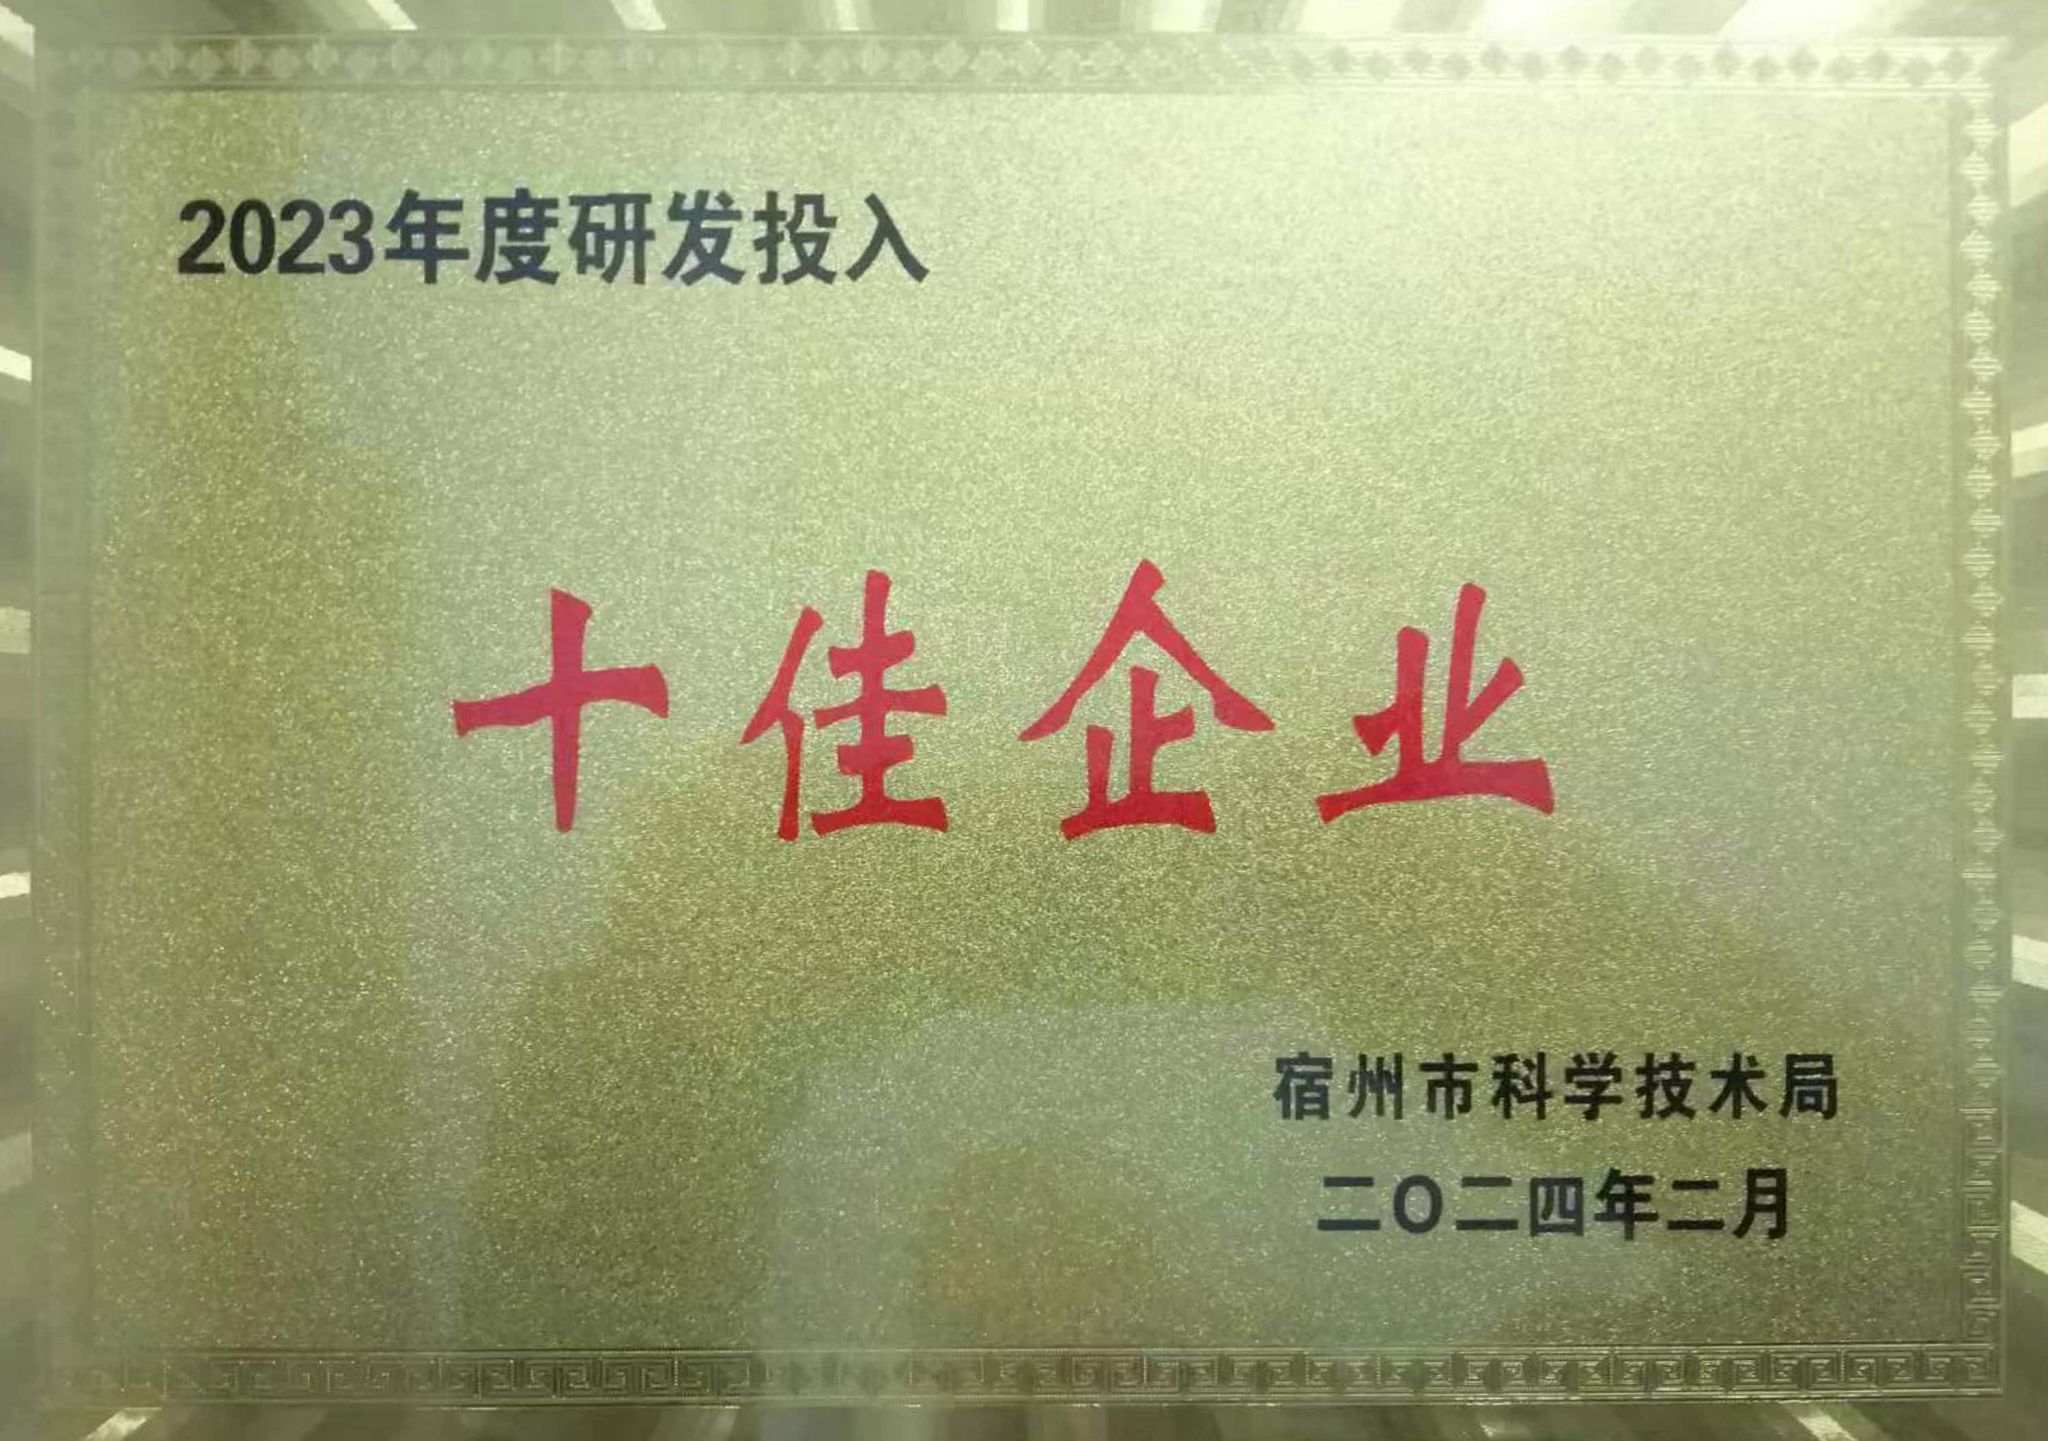 2023年度研发投入
十佳企业
宿州市科学技术局
二〇二四年二月